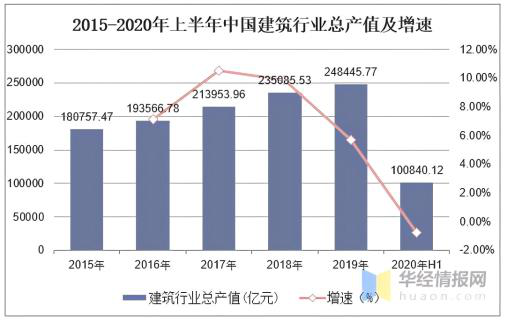 2015-2020年上半年中国建筑行业总产值及增速
300000
250000
200000
150000
100000
50000
0
12.00%
10.00%
8.00%
6.00%
4.00%
2.00%
0.00%
-2.00%
180757.47
193566.78
213953.96
235085.53
248445.77
100840.12
2015年
2016年
2017年
2018年
2019年
2020年H1
建筑行业总产值(亿元)
增速（%）
华经情报网
huaon.com